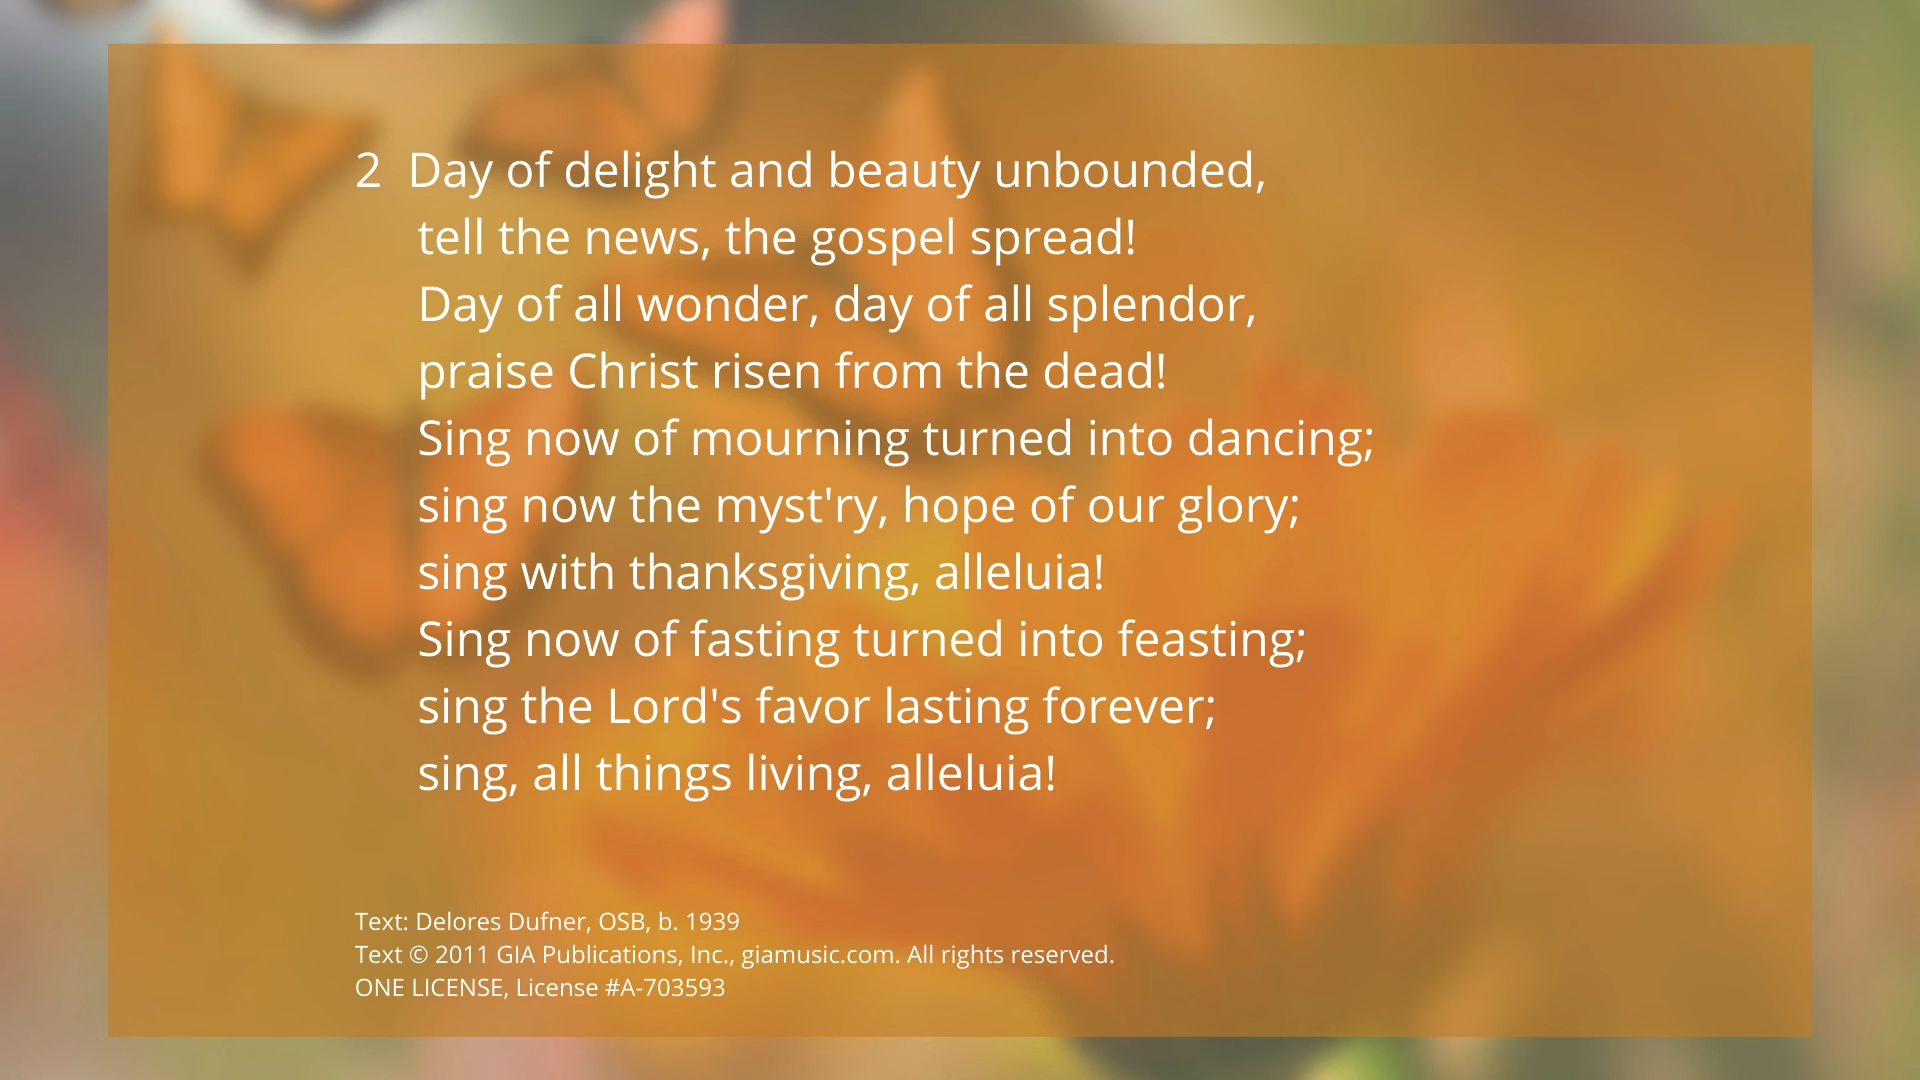 2 Day of delight and beauty unbounded,
tell the news, the gospel spread!
Day of all wonder, day of all splendor,
praise Christ risen from the dead!
Sing now of mourning turned into dancing;
sing now the myst'ry, hope of our glory;
sing with thanksgiving, alleluia!
Sing now of fasting turned into feasting;
sing the Lord's favor lasting forever;
sing, all things living, alleluia!
Text: Delores Dufner, OSB, b. 1939
Text © 2011 GIA Publications, Inc., giamusic.com. All rights reserved.
ONE LICENSE, License #A-703593